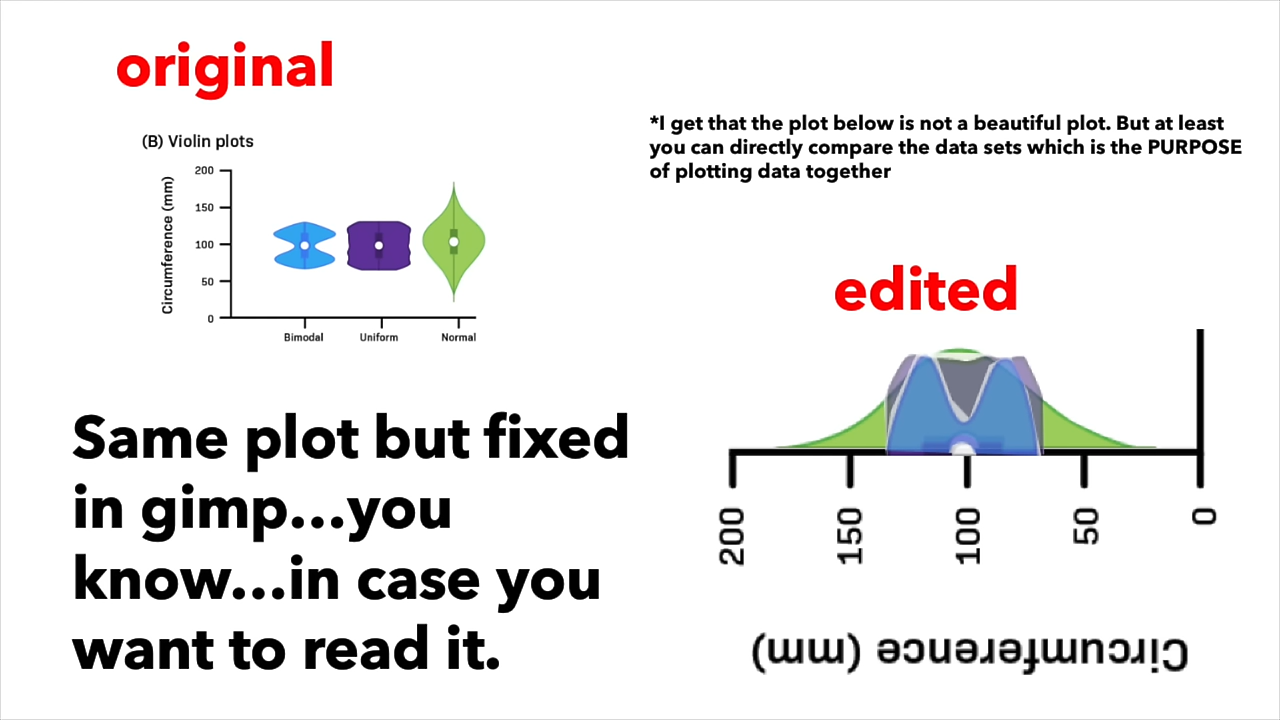 original
(B) Violin plots
Circumference (mm)
200
150
100
50
0
Bimodal Uniform Normal
*I get that the plot below is not a beautiful plot. But at least
you can directly compare the data sets which is the PURPOSE
of plotting data together
edited
200 150 100 50 0
Circumference (mm)
Same plot but fixed
in gimp...you
know...in case you
want to read it.